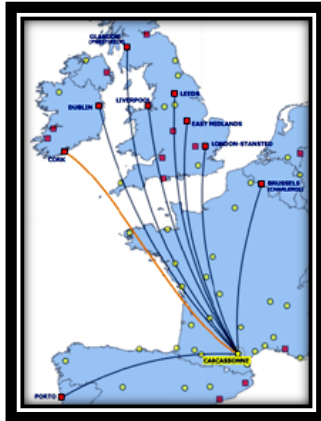 GLASGOW
(PRESTWICK)
LEEDS
DUBLIN
LIVERPOOL
EAST MIDLANDS
LONDON-STANSTED
CORK
BRUSSELS
(CHARLEROI)
CARCASSONNE
PORTO